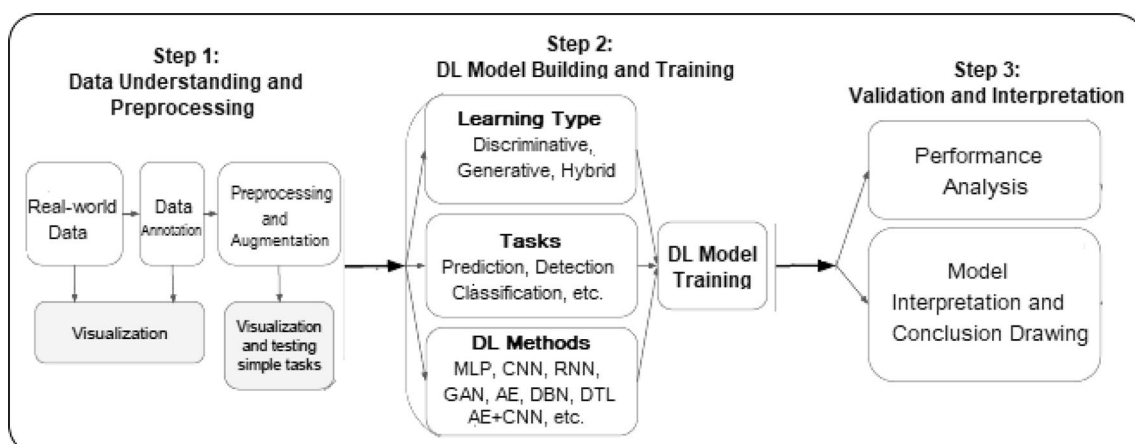 Step 1:
Data Understanding and
Preprocessing
Real-world
Data
Data
Annotation
Preprocessing
and
Augmentation
Visualization
Visualization
and testing
simple tasks
Step 2:
DL Model Building and Training
Learning Type
Discriminative,
Generative, Hybrid
Tasks
Prediction, Detection
Classification, etc.
DL Methods
MLP, CNN, RNN,
GAN, AE, DBN, DTL
AE+CNN, etc.
DL Model
Training
Step 3:
Validation and Interpretation
Performance
Analysis
Model
Interpretation and
Conclusion Drawing